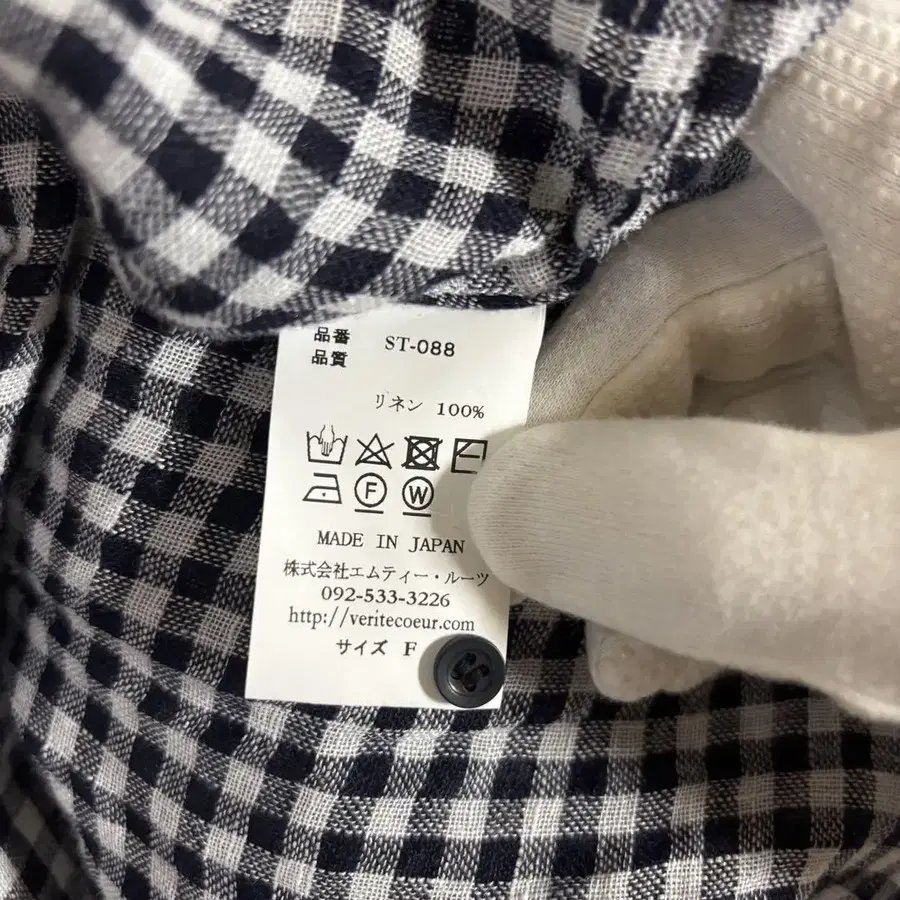 品番 ST-088
品質
リネン 100%
F W
MADE IN JAPAN
株式会社エムティー・ルーツ
092-533-3226
http://veritecoeur.com
サイズ F